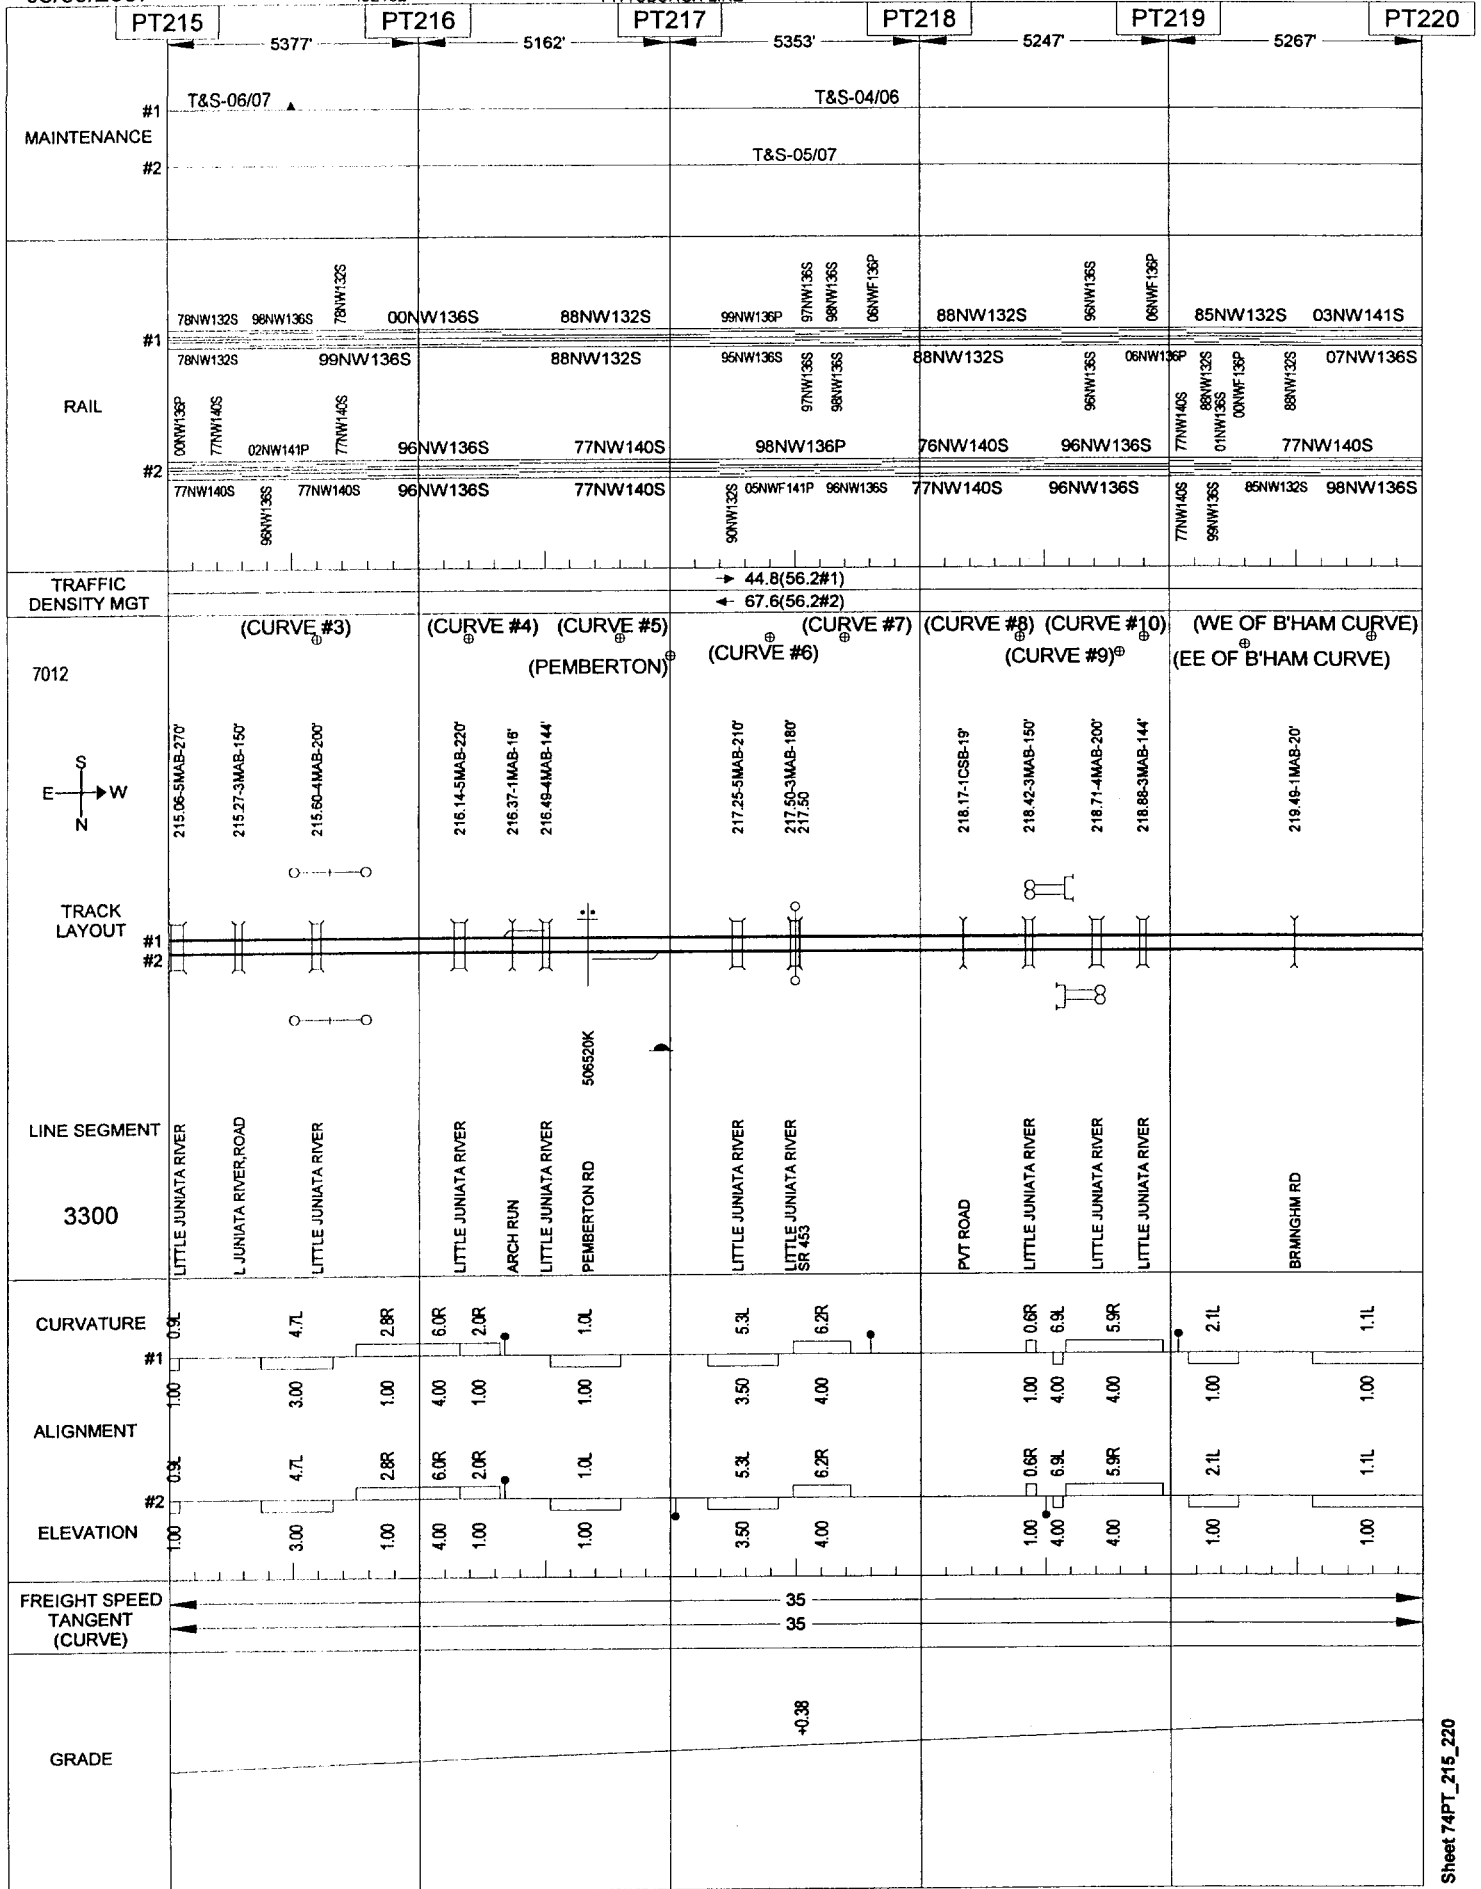 PT215 PT216 PT217 PT218 PT219 PT220
5377' 5162' 5353' 5247' 5267'
T&S-06/07 T&S-04/06
#1
MAINTENANCE
T&S-05/07
#2
78NW132S 98NW136S 78NW132S 00NW136S 88NW132S 99NW136P 97NW136S 98NW136S 06NWF136P 88NW132S 96NW136S 06NWF136P 85NW132S 03NW141S
#1
78NW132S 99NW136S 88NW132S 95NW136S 97NW136S 98NW136S 88NW132S 96NW136S 06NW136P 88NW132S 00NWF136P 88NW132S 07NW136S
RAIL
00NW136P 77NW140S 02NW141P 77NW140S 96NW136S 77NW140S 98NW136P 76NW140S 96NW136S 77NW140S 01NW136S 77NW140S
#2
77NW140S 96NW136S 77NW140S 96NW136S 77NW140S 90NW132S 05NWF141P 96NW136S 77NW140S 96NW136S 77NW140S 99NW136S 85NW132S 98NW136S
TRAFFIC
DENSITY MGT
44.8(56.2#1)
67.6(56.2#2)
(CURVE #3) (CURVE #4) (CURVE #5) (CURVE #7) (CURVE #8) (CURVE #10) (WE OF B'HAM CURVE)
(PEMBERTON) (CURVE #6) (CURVE #9) (EE OF B'HAM CURVE)
7012
S
E W
N
215.06-5MAB-270'
215.27-3MAB-150'
215.60-4MAB-200'
216.14-5MAB-220'
216.37-1MAB-16'
216.49-4MAB-144'
217.25-5MAB-210'
217.50-3MAB-180'
217.50
218.17-1CSB-19'
218.42-3MAB-150'
218.71-4MAB-200'
218.88-3MAB-144'
219.49-1MAB-20'
TRACK
LAYOUT
#1
#2
506520K
LINE SEGMENT
3300
LITTLE JUNIATA RIVER
L JUNIATA RIVER,ROAD
LITTLE JUNIATA RIVER
LITTLE JUNIATA RIVER
ARCH RUN
LITTLE JUNIATA RIVER
PEMBERTON RD
LITTLE JUNIATA RIVER
LITTLE JUNIATA RIVER
SR 453
PVT ROAD
LITTLE JUNIATA RIVER
LITTLE JUNIATA RIVER
LITTLE JUNIATA RIVER
BRMNGHM RD
CURVATURE
0.9L 4.7L 2.8R 6.0R 2.0R 1.0L 5.3L 6.2R 0.6R 6.9L 5.9R 2.1L 1.1L
#1
1.00 3.00 1.00 4.00 1.00 1.00 3.50 4.00 1.00 4.00 4.00 1.00 1.00
ALIGNMENT
0.9L 4.7L 2.8R 6.0R 2.0R 1.0L 5.3L 6.2R 0.6R 6.9L 5.9R 2.1L 1.1L
#2
ELEVATION
1.00 3.00 1.00 4.00 1.00 1.00 3.50 4.00 1.00 4.00 4.00 1.00 1.00
FREIGHT SPEED
TANGENT
(CURVE)
35
35
+0.38
GRADE
Sheet 74PT_215_220